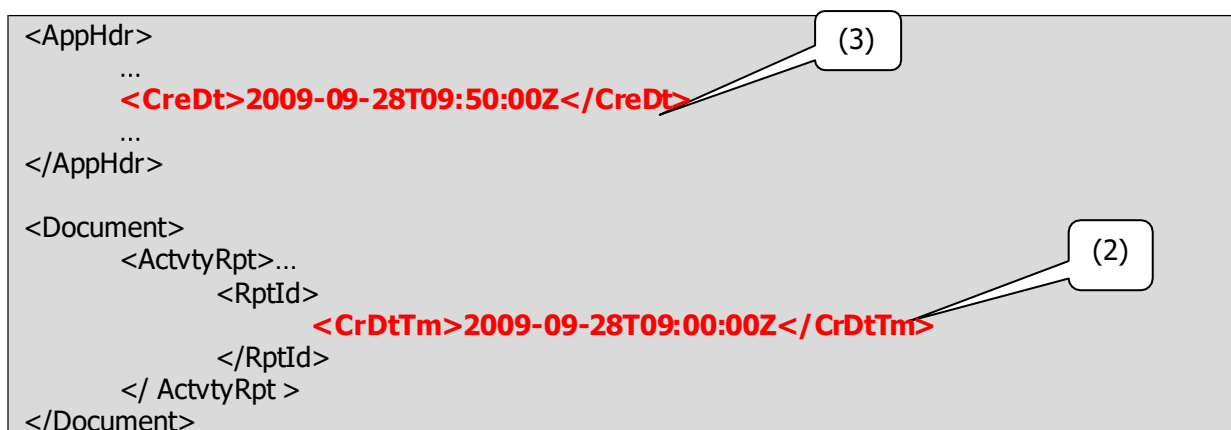 <AppHdr>
(3)
…
<CreDt>2009-09-28T09:50:00Z</CreDt>
…
</AppHdr>
<Document>
<ActvtyRpt>…
(2)
<RptId>
<CrDtTm>2009-09-28T09:00:00Z</CrDtTm>
</RptId>
</ ActvtyRpt >
</Document>